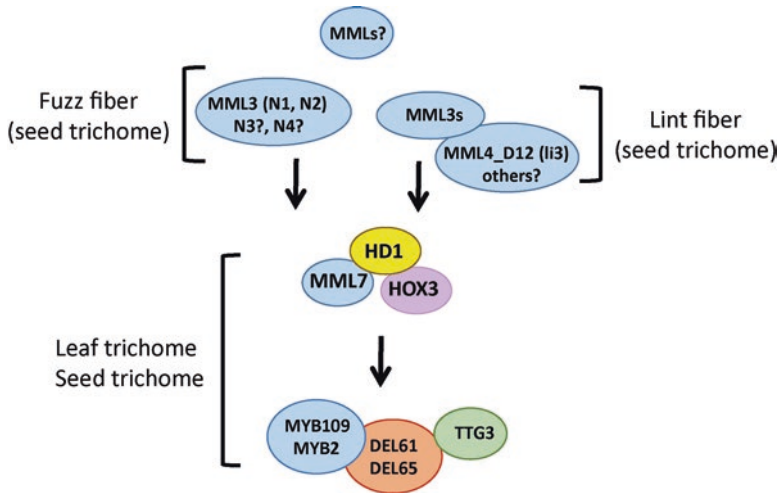 MMLs?
Fuzz fiber
(seed trichome)
MML3 (N1, N2)
N3?, N4?
MML3s
MML4_D12 (li3)
others?
Lint fiber
(seed trichome)
HD1
MML7
HOX3
Leaf trichome
Seed trichome
MYB109
MYB2
DEL61
DEL65
TTG3